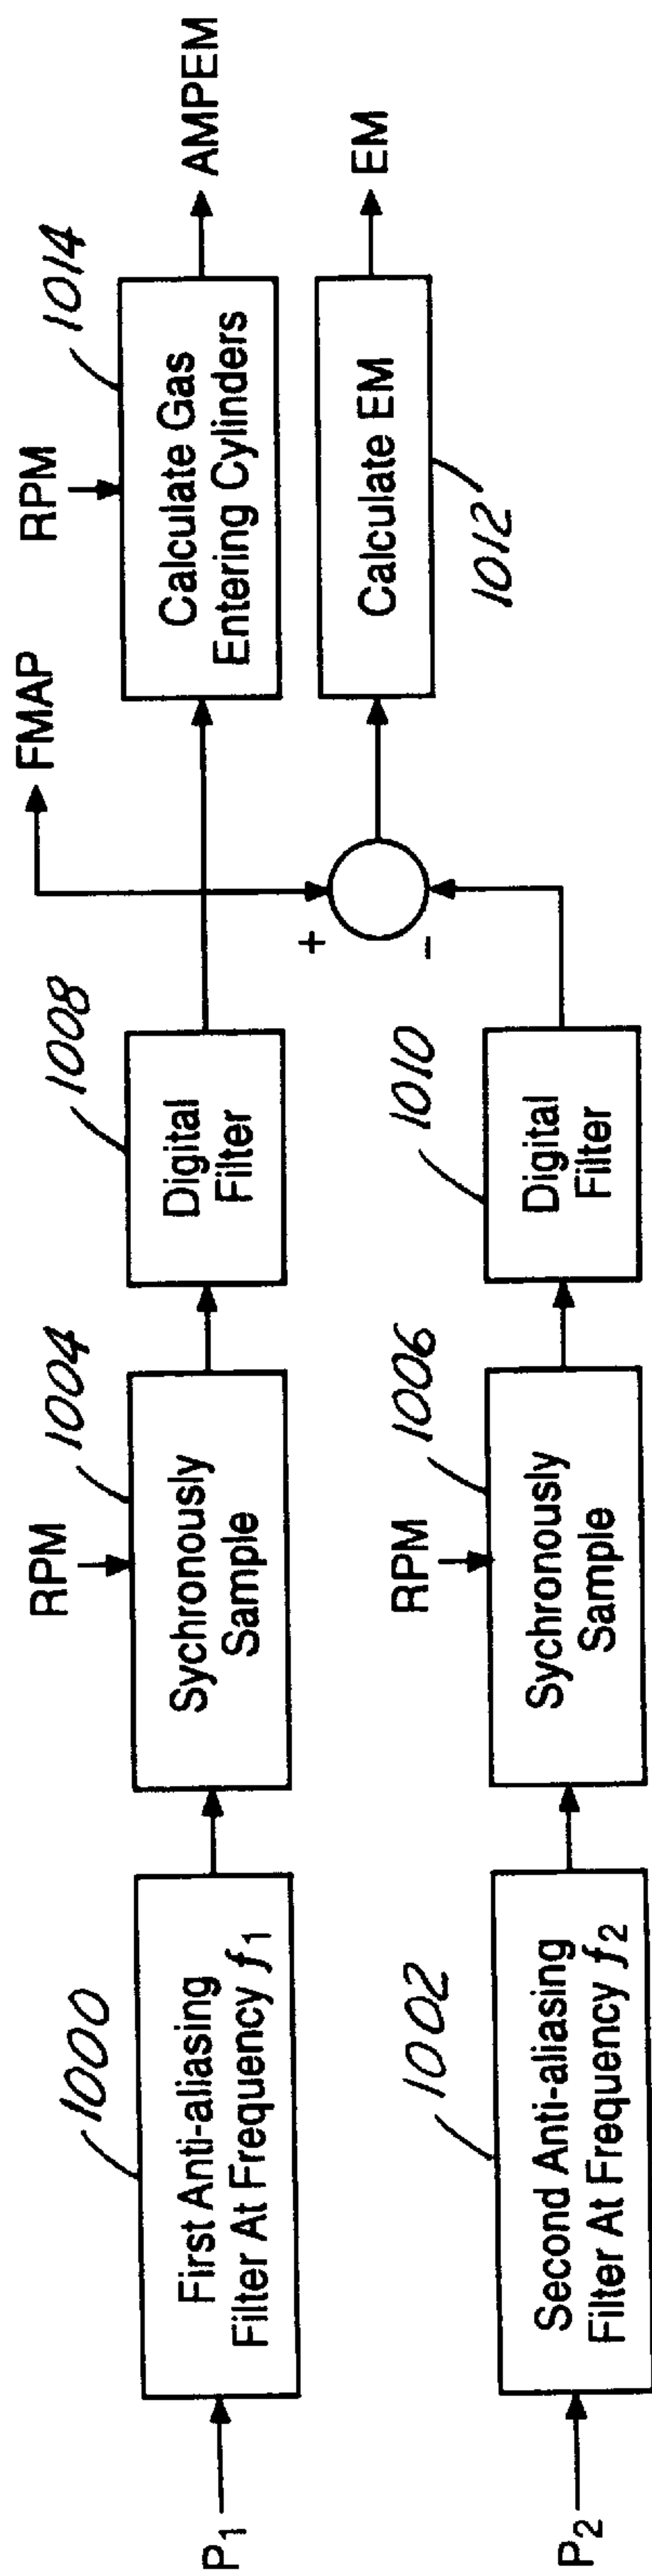 P1
First Anti-aliasing
Filter At Frequency f1
1000
RPM
Sychronously
Sample
1004
Digital
Filter
1008
FMAP
RPM
Calculate Gas
Entering Cylinders
1014
AMPEM
+
−
Calculate EM
1012
EM
P2
Second Anti-aliasing
Filter At Frequency f2
1002
RPM
Sychronously
Sample
1006
Digital
Filter
1010